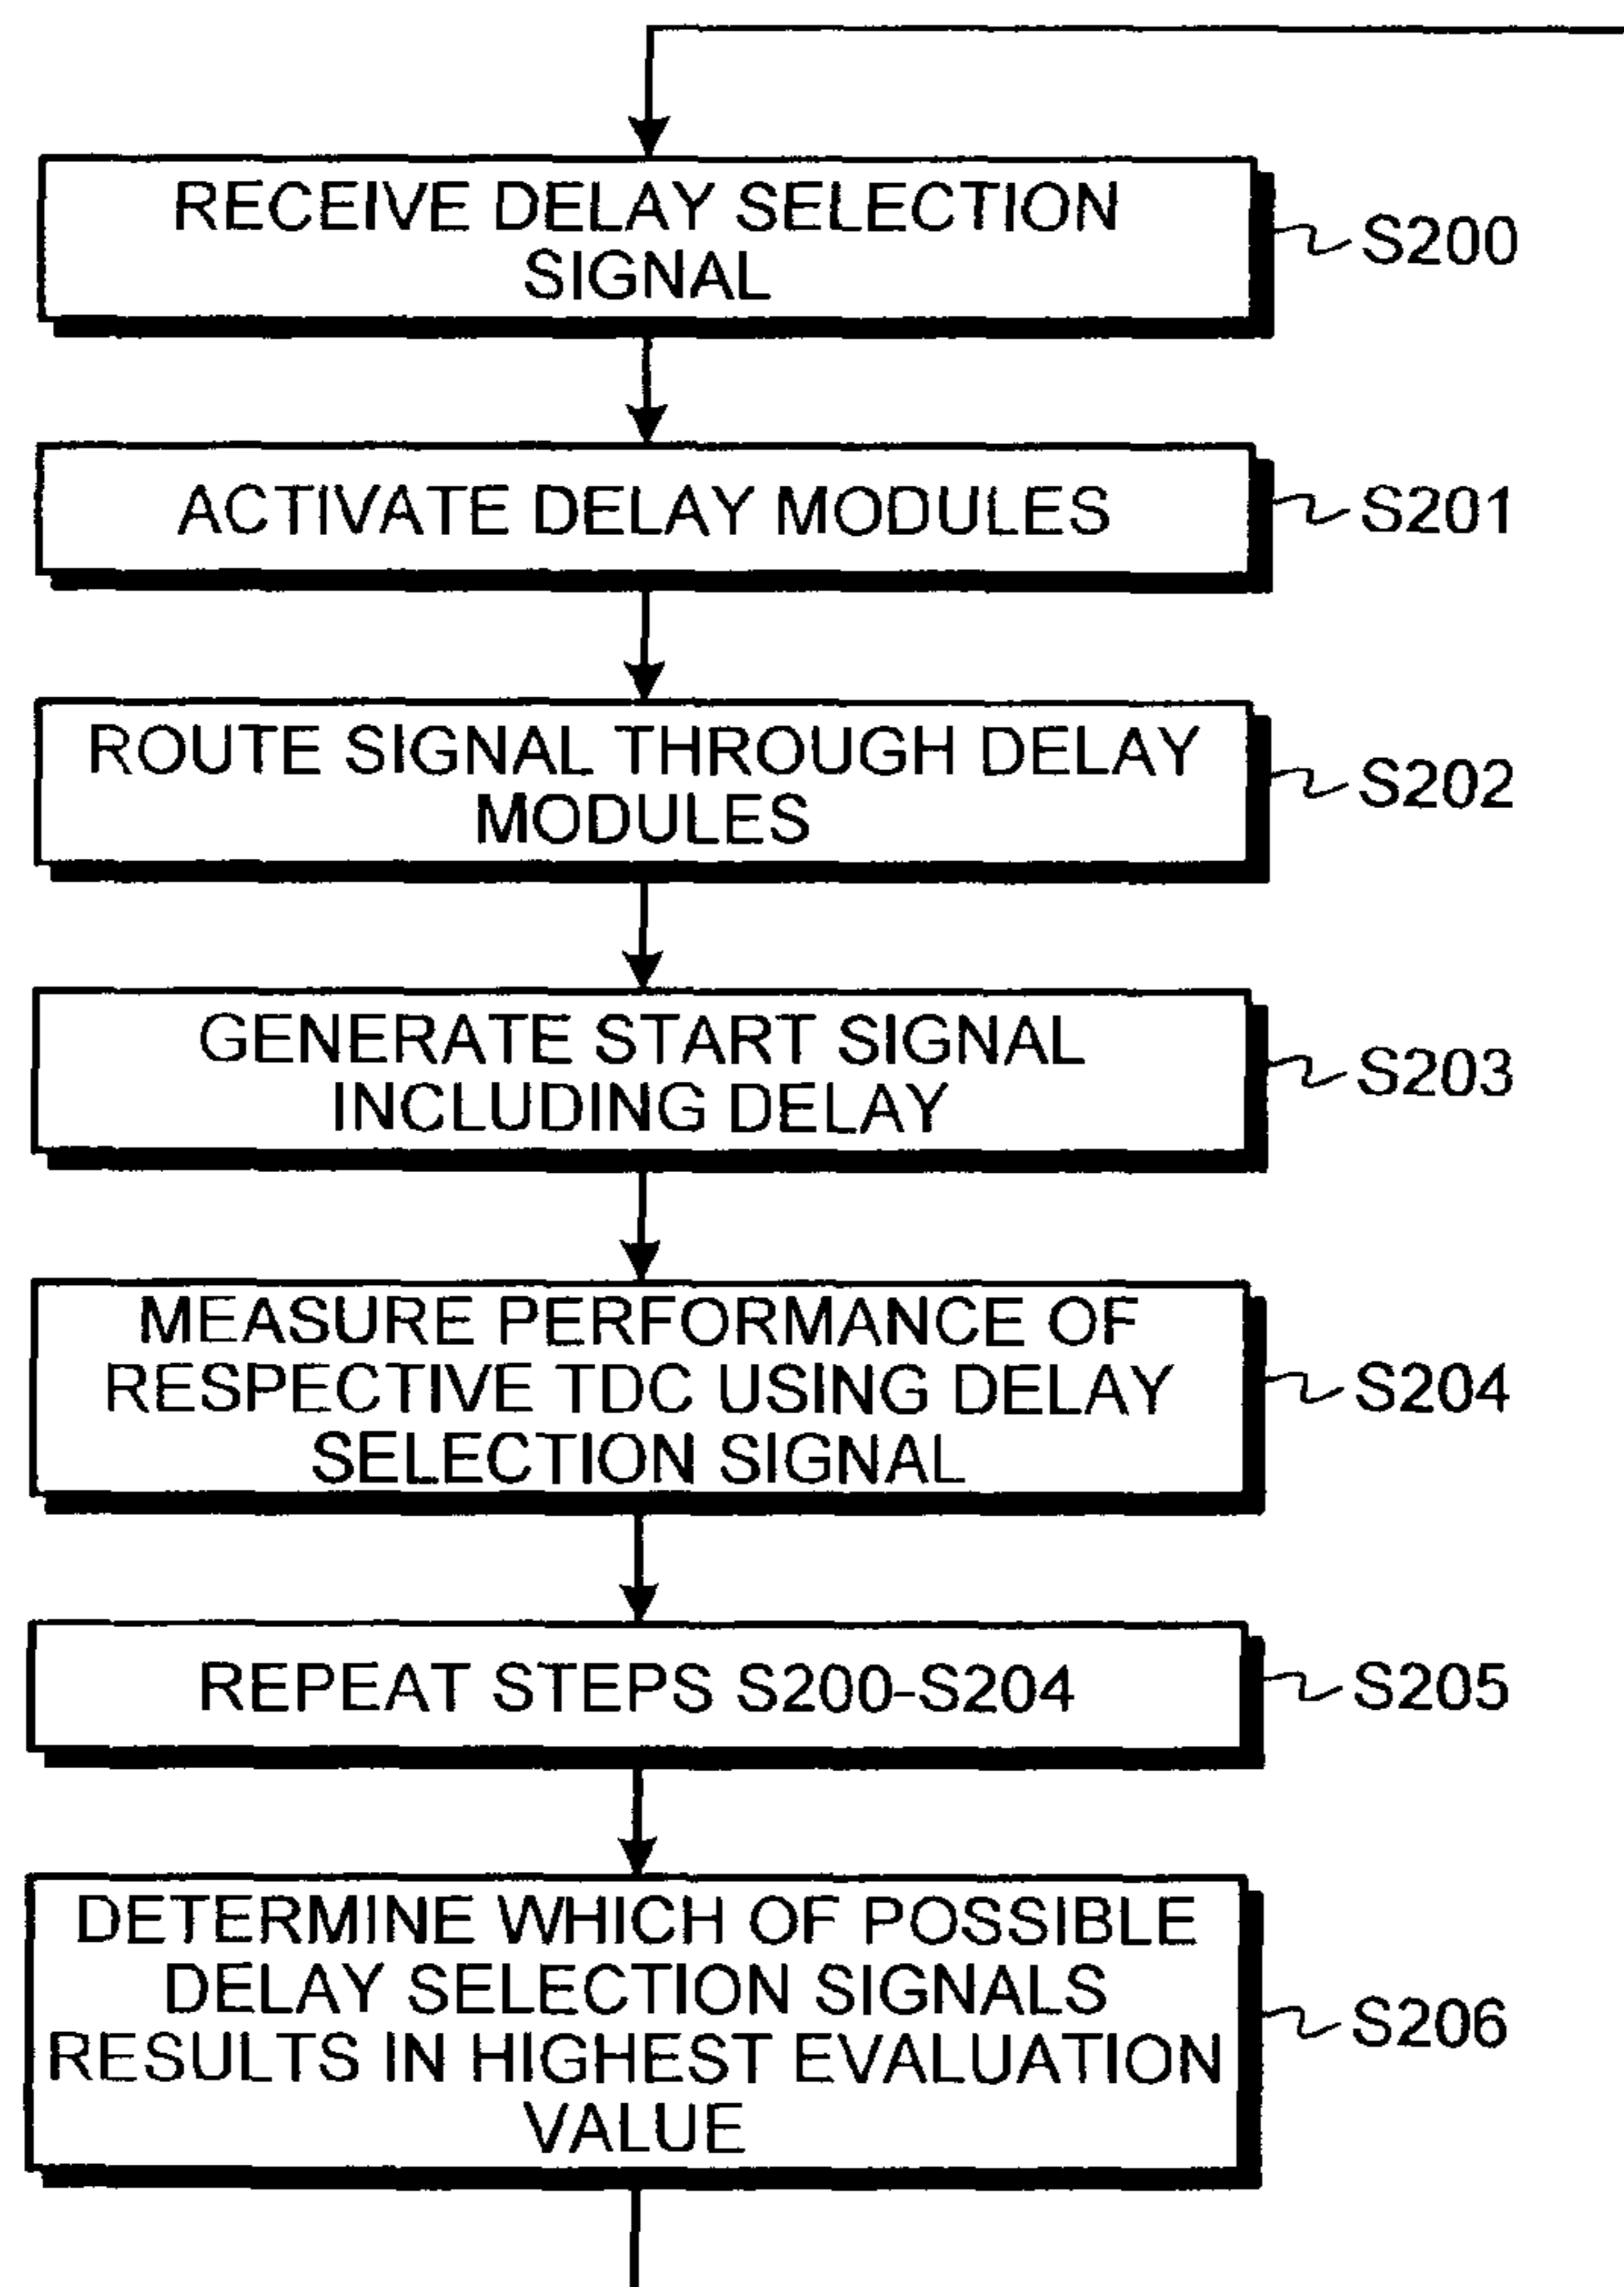 RECEIVE DELAY SELECTION
SIGNAL
S200
ACTIVATE DELAY MODULES
S201
ROUTE SIGNAL THROUGH DELAY
MODULES
S202
GENERATE START SIGNAL
INCLUDING DELAY
S203
MEASURE PERFORMANCE OF
RESPECTIVE TDC USING DELAY
SELECTION SIGNAL
S204
REPEAT STEPS S200-S204
S205
DETERMINE WHICH OF POSSIBLE
DELAY SELECTION SIGNALS
RESULTS IN HIGHEST EVALUATION
VALUE
S206